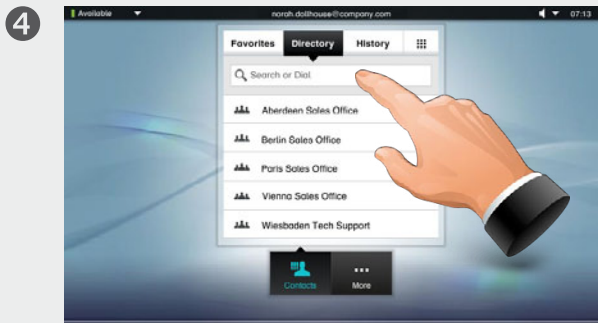 4
Available norah.dollhouse@company.com 07:13
Favorites Directory History
Search or Dial
Aberdeen Sales Office
Berlin Sales Office
Paris Sales Office
Vienna Sales Office
Wiesbaden Tech Support
Contacts More